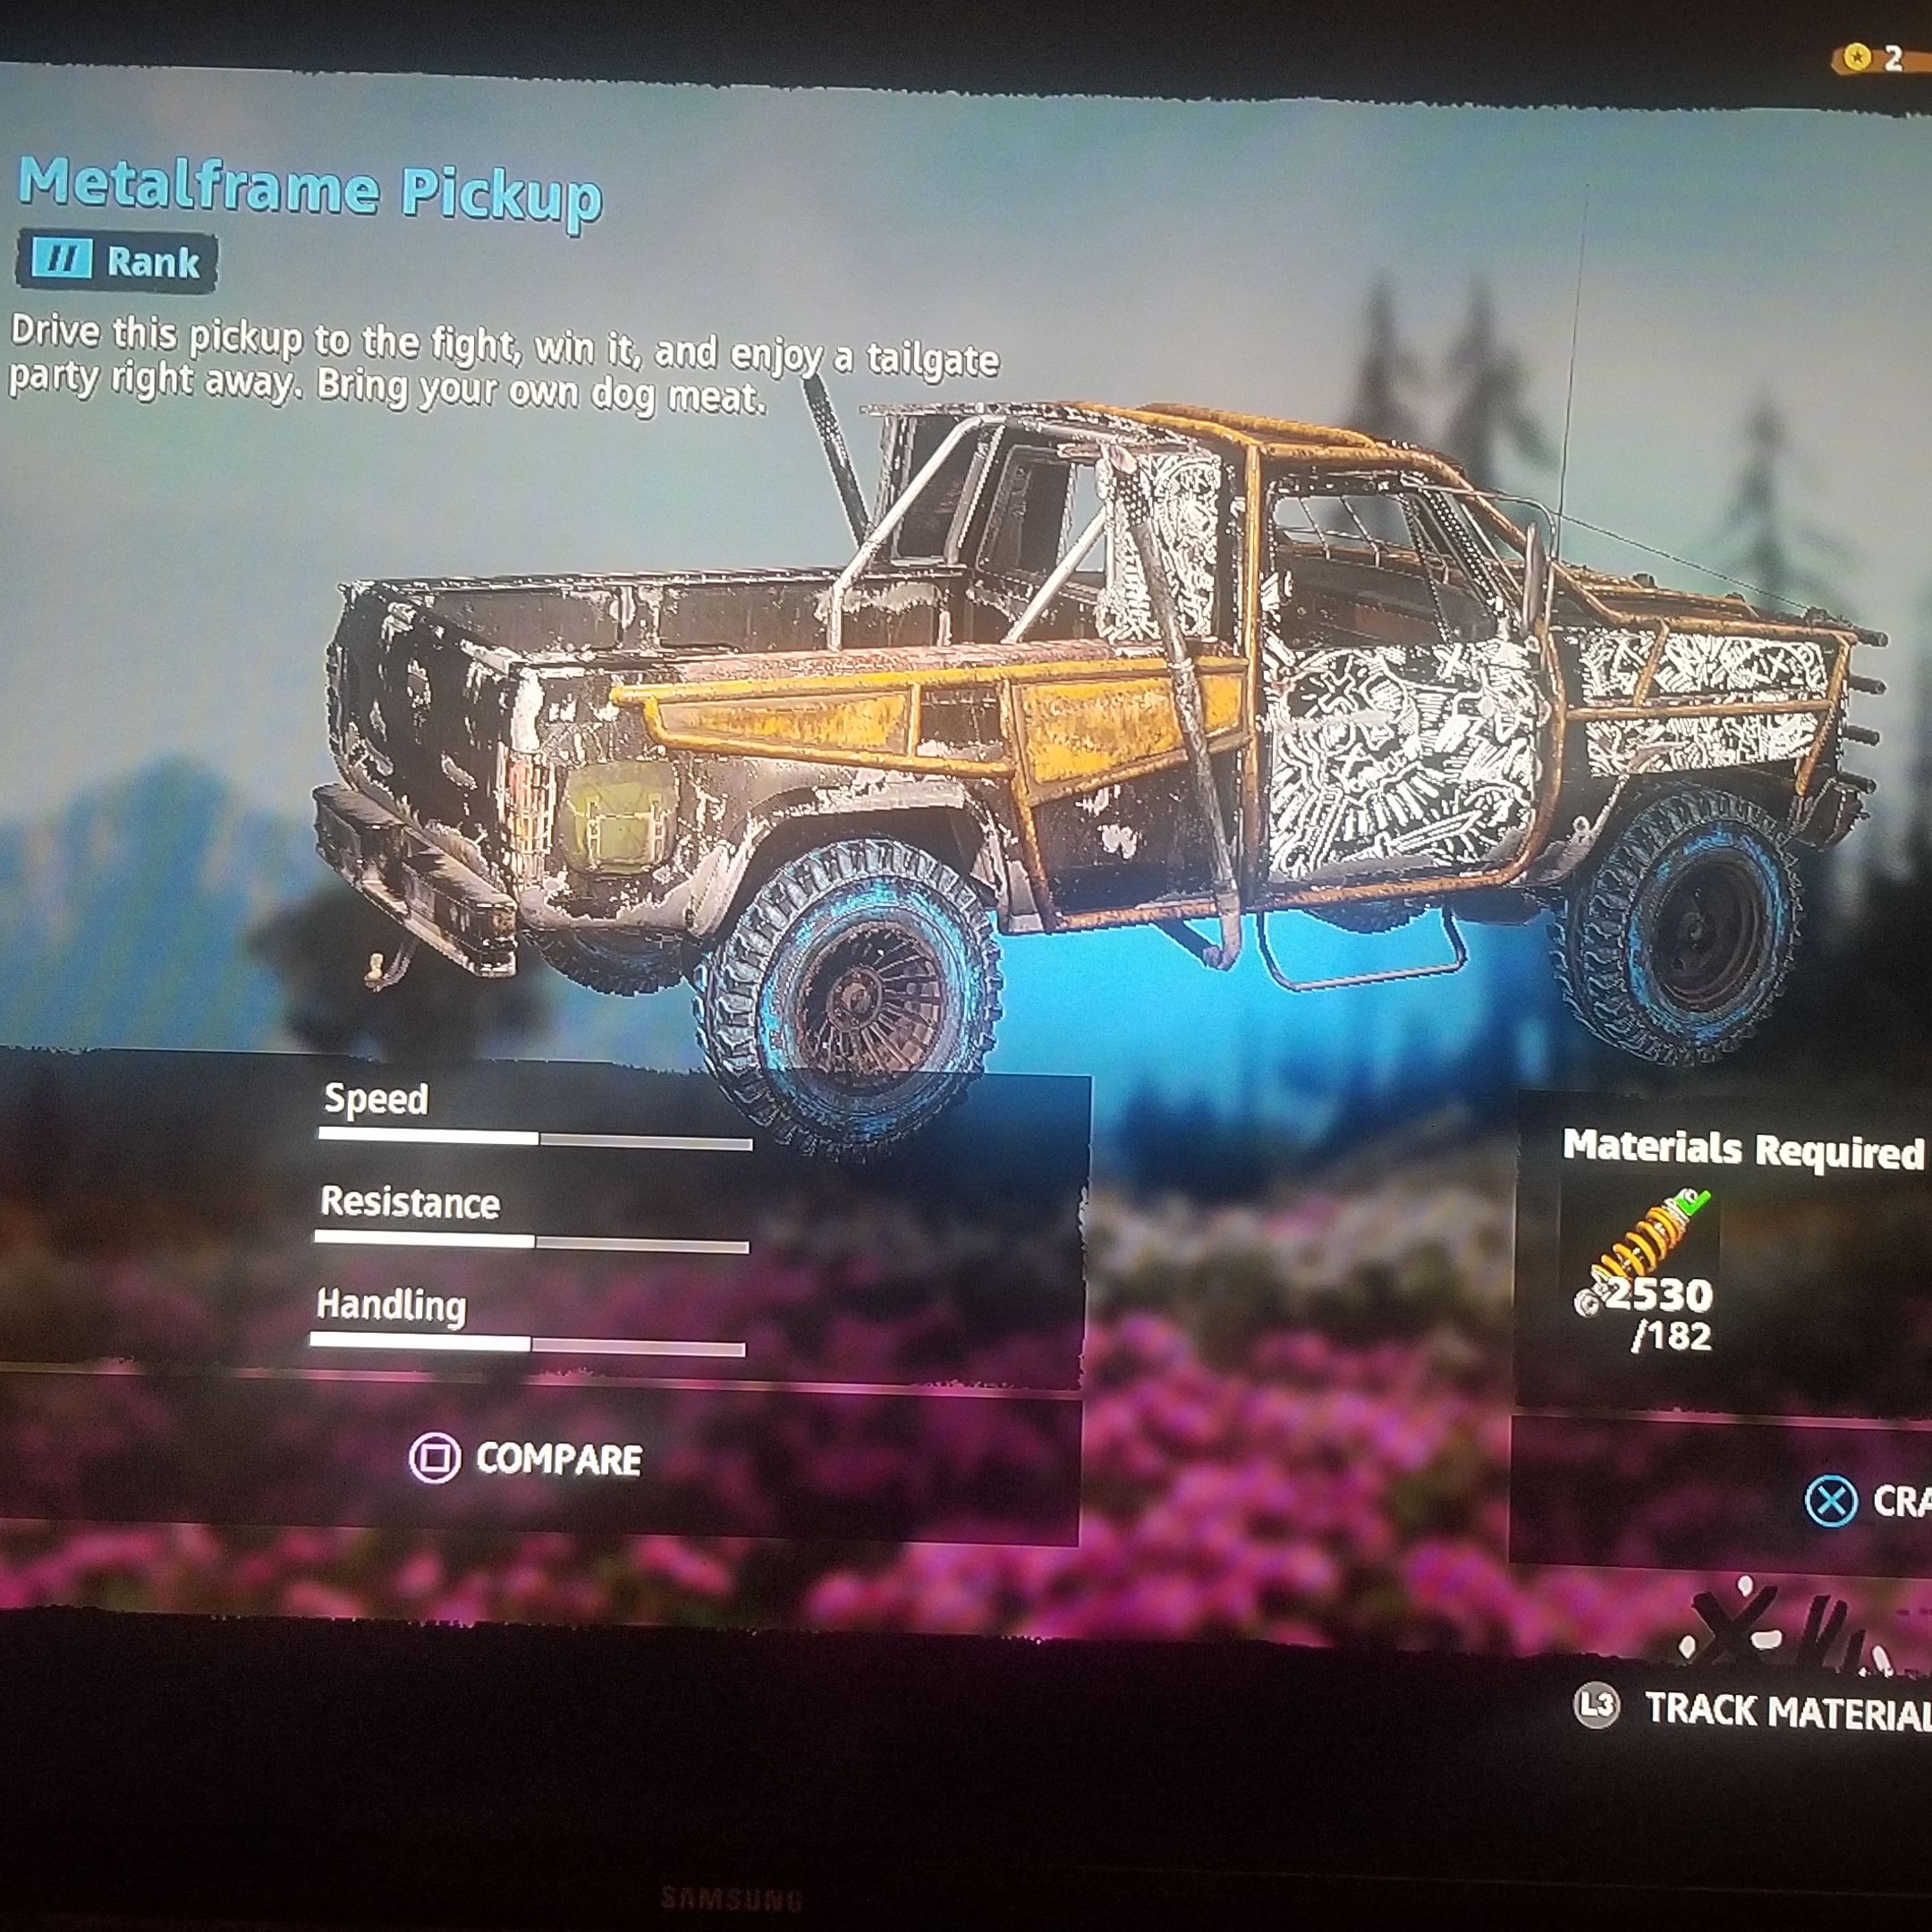 2
Metalframe Pickup
II Rank
Drive this pickup to the fight, win it, and enjoy a tailgate
party right away. Bring your own dog meat.
Speed
Resistance
Handling
Materials Required
2530
/182
COMPARE
L3 TRACK MATERIAL
SAMSUNG